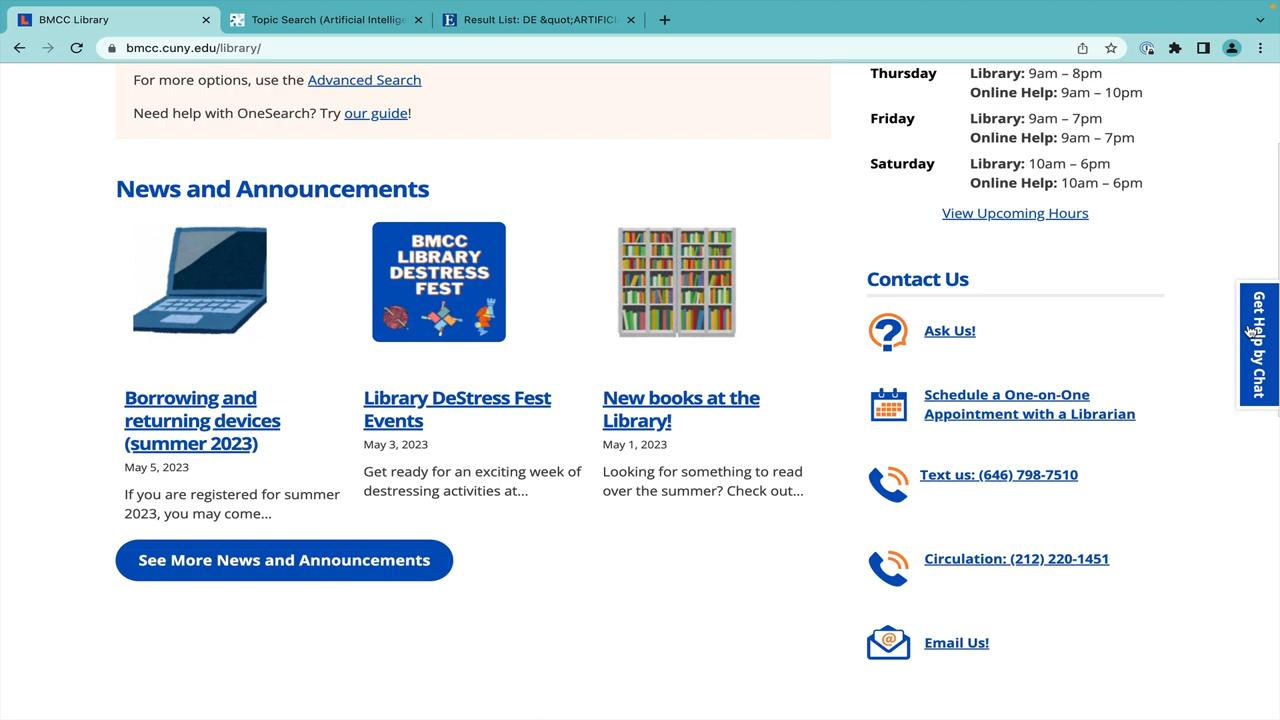 BMCC Library
Topic Search (Artificial Intellige
Result List: DE &quot;ARTIFICI
bmcc.cuny.edu/library/
For more options, use the Advanced Search
Need help with OneSearch? Try our guide!
News and Announcements
BMCC
LIBRARY
DESTRESS
FEST
Borrowing and
returning devices
(summer 2023)
May 5, 2023
If you are registered for summer
2023, you may come...
Library DeStress Fest
Events
May 3, 2023
Get ready for an exciting week of
destressing activities at...
New books at the
Library!
May 1, 2023
Looking for something to read
over the summer? Check out...
See More News and Announcements
Thursday
Library: 9am – 8pm
Online Help: 9am – 10pm
Friday
Library: 9am – 7pm
Online Help: 9am – 7pm
Saturday
Library: 10am – 6pm
Online Help: 10am – 6pm
View Upcoming Hours
Contact Us
Ask Us!
Schedule a One-on-One
Appointment with a Librarian
Text us: (646) 798-7510
Circulation: (212) 220-1451
Email Us!
Get Help by Chat